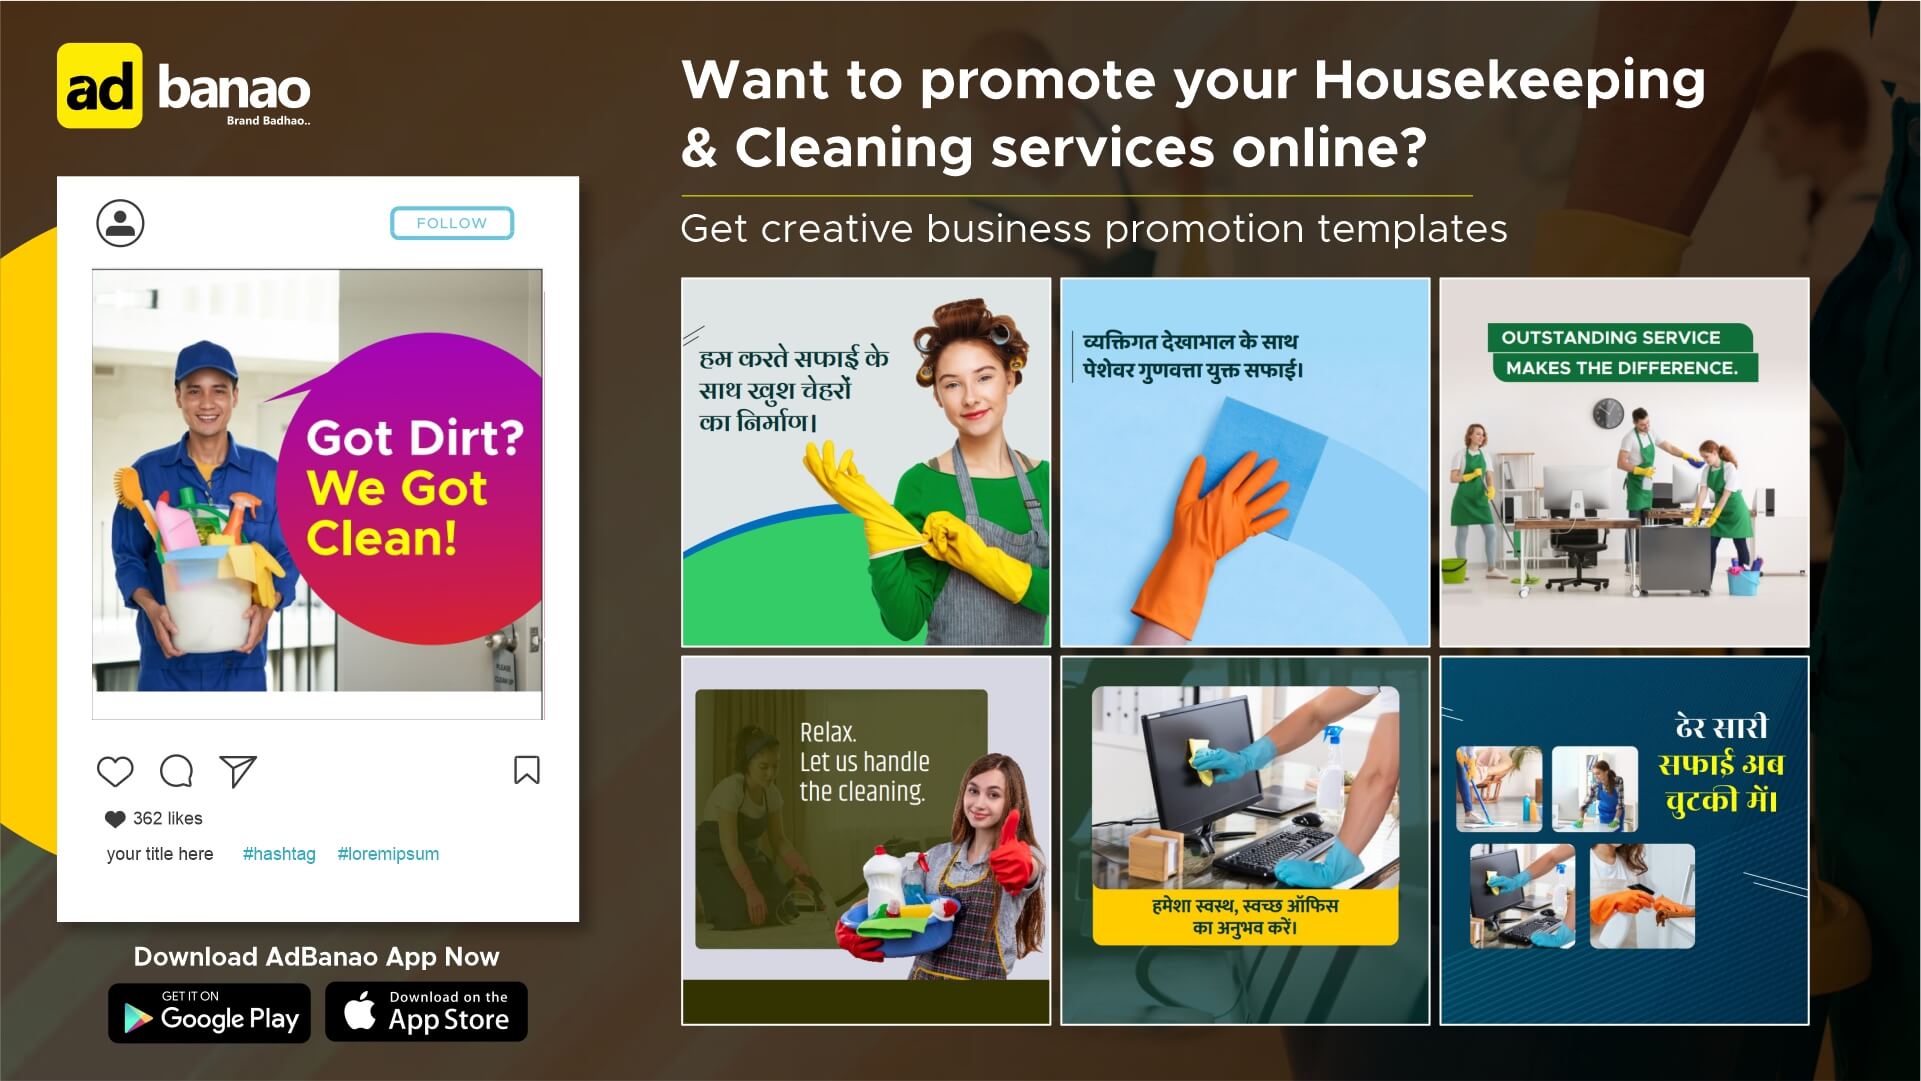 ad banao
Brand Badhao..
Want to promote your Housekeeping
& Cleaning services online?
Get creative business promotion templates
FOLLOW
Got Dirt?
We Got
Clean!
PLEASE
CLEAN UP
362 likes
your title here #hashtag #loremipsum
Download AdBanao App Now
GET IT ON
Google Play
Download on the
App Store
हम करते सफाई के
साथ खुश चेहरों
का निर्माण।
व्यक्तिगत देखभाल के साथ
पेशेवर गुणवत्ता युक्त सफाई।
OUTSTANDING SERVICE
MAKES THE DIFFERENCE.
Relax.
Let us handle
the cleaning.
हमेशा स्वस्थ, स्वच्छ ऑफिस
का अनुभव करें।
ढेर सारी
सफाई अब
चुटकी में।